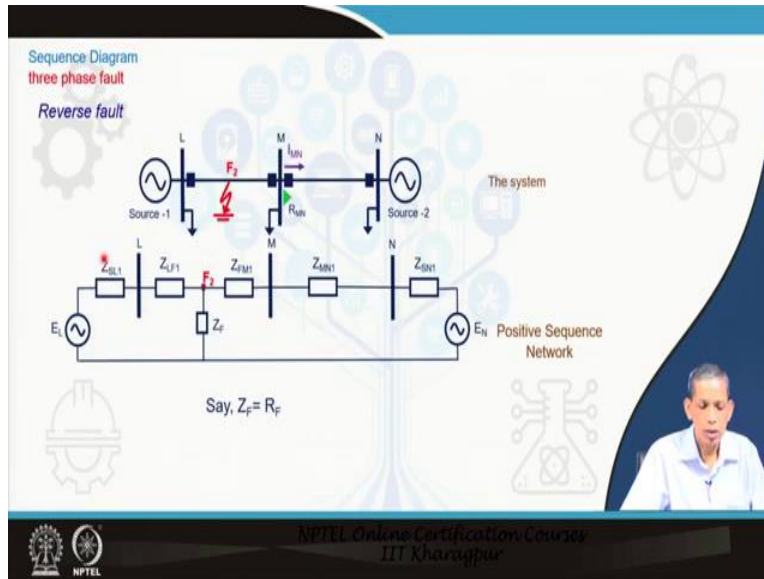 Sequence Diagram
three phase fault
Reverse fault
L
M
N
F2
IMN
RMN
Source -1
Source -2
The system
L
M
N
ZSL1
ZLF1
F2
ZFM1
ZMN1
ZSN1
EL
ZF
EN
Positive Sequence
Network
Say, ZF= RF
NPTEL Online Certification Courses
IIT Kharagpur
NPTEL